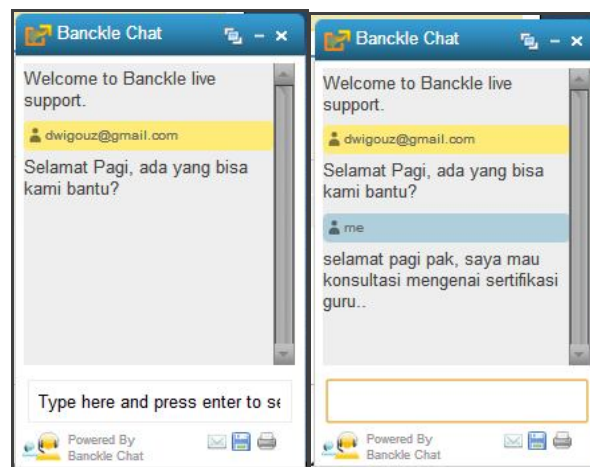 Banckle Chat
Welcome to Banckle live
support.
dwigouz@gmail.com
Selamat Pagi, ada yang bisa
kami bantu?
Type here and press enter to se
Powered By
Banckle Chat
Banckle Chat
Welcome to Banckle live
support.
dwigouz@gmail.com
Selamat Pagi, ada yang bisa
kami bantu?
me
selamat pagi pak, saya mau
konsultasi mengenai sertifikasi
guru..
Powered By
Banckle Chat